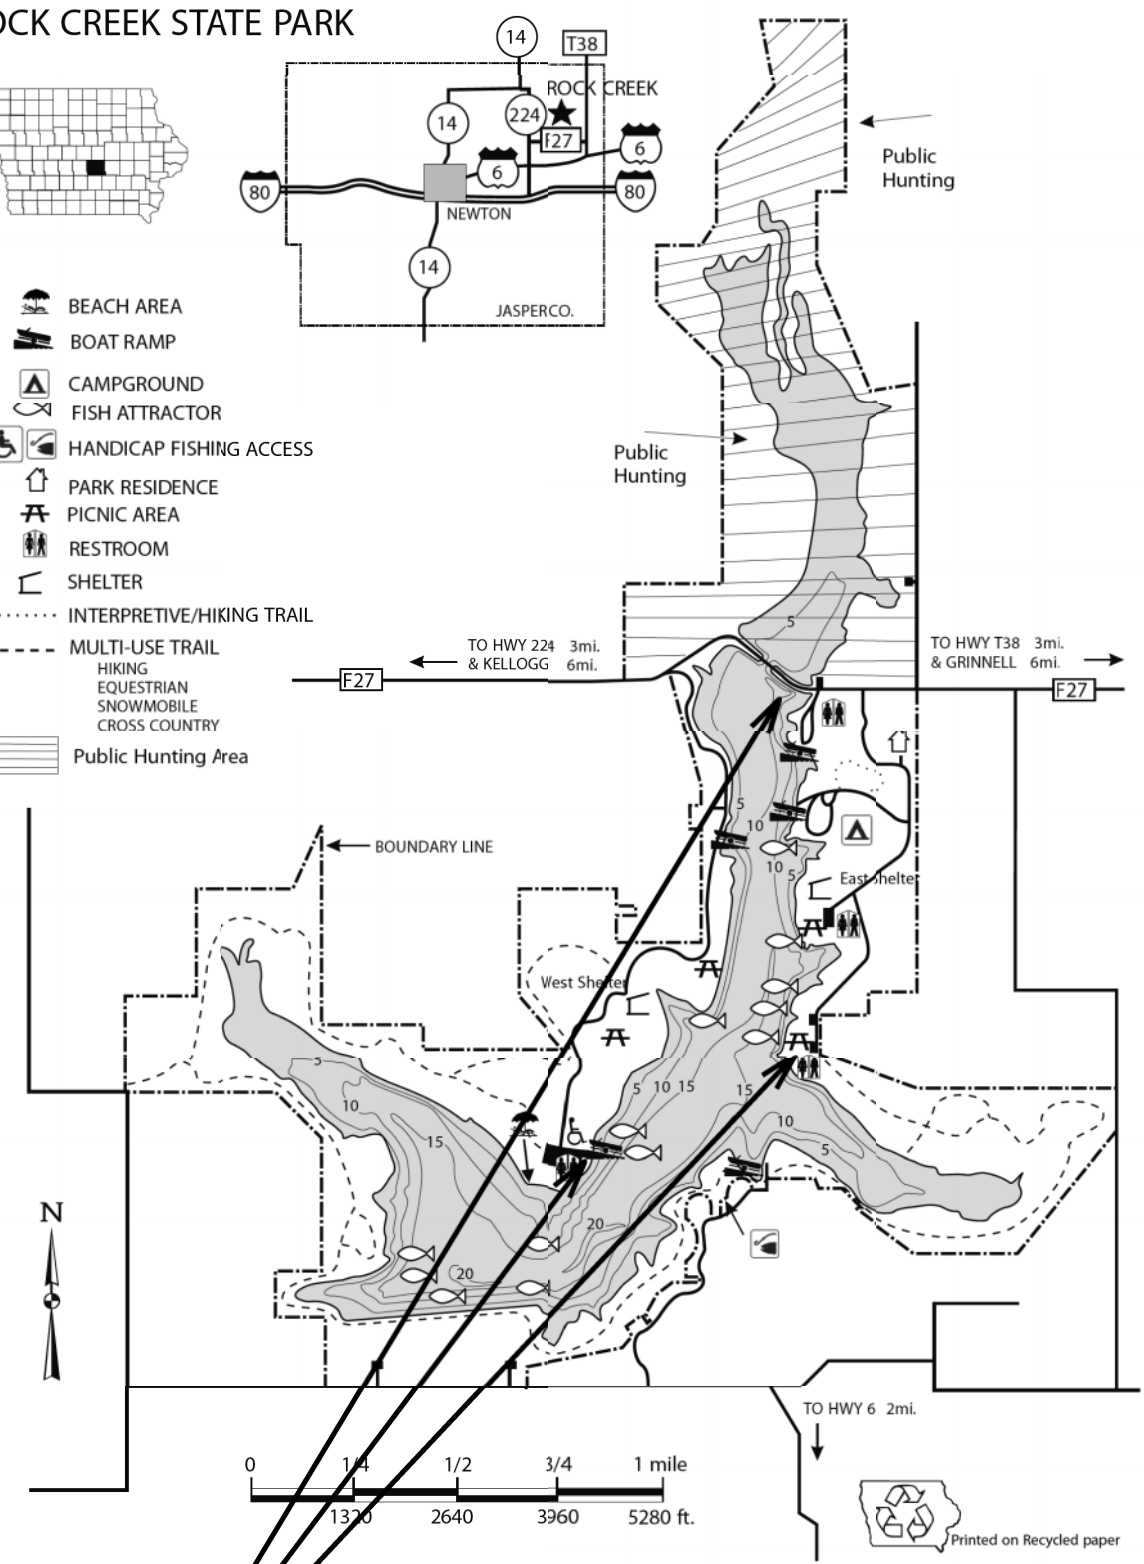 OCK CREEK STATE PARK
14
T38
ROCK CREEK
14
224
F27
6
6
80
80
NEWTON
14
JASPER CO.
Public
Hunting
BEACH AREA
BOAT RAMP
CAMPGROUND
FISH ATTRACTOR
HANDICAP FISHING ACCESS
PARK RESIDENCE
PICNIC AREA
RESTROOM
SHELTER
INTERPRETIVE/HIKING TRAIL
MULTI-USE TRAIL
HIKING
EQUESTRIAN
SNOWMOBILE
CROSS COUNTRY
Public Hunting Area
Public
Hunting
5
TO HWY 224 3mi.
& KELLOGG 6mi.
TO HWY T38 3mi.
& GRINNELL 6mi.
F27
F27
5
10
10
5
BOUNDARY LINE
East Shelter
West Shelter
5
10
15
5 10 15
15
10
5
20
20
N
TO HWY 6 2mi.
0 1/4 1/2 3/4 1 mile
1320 2640 3960 5280 ft.
Printed on Recycled paper